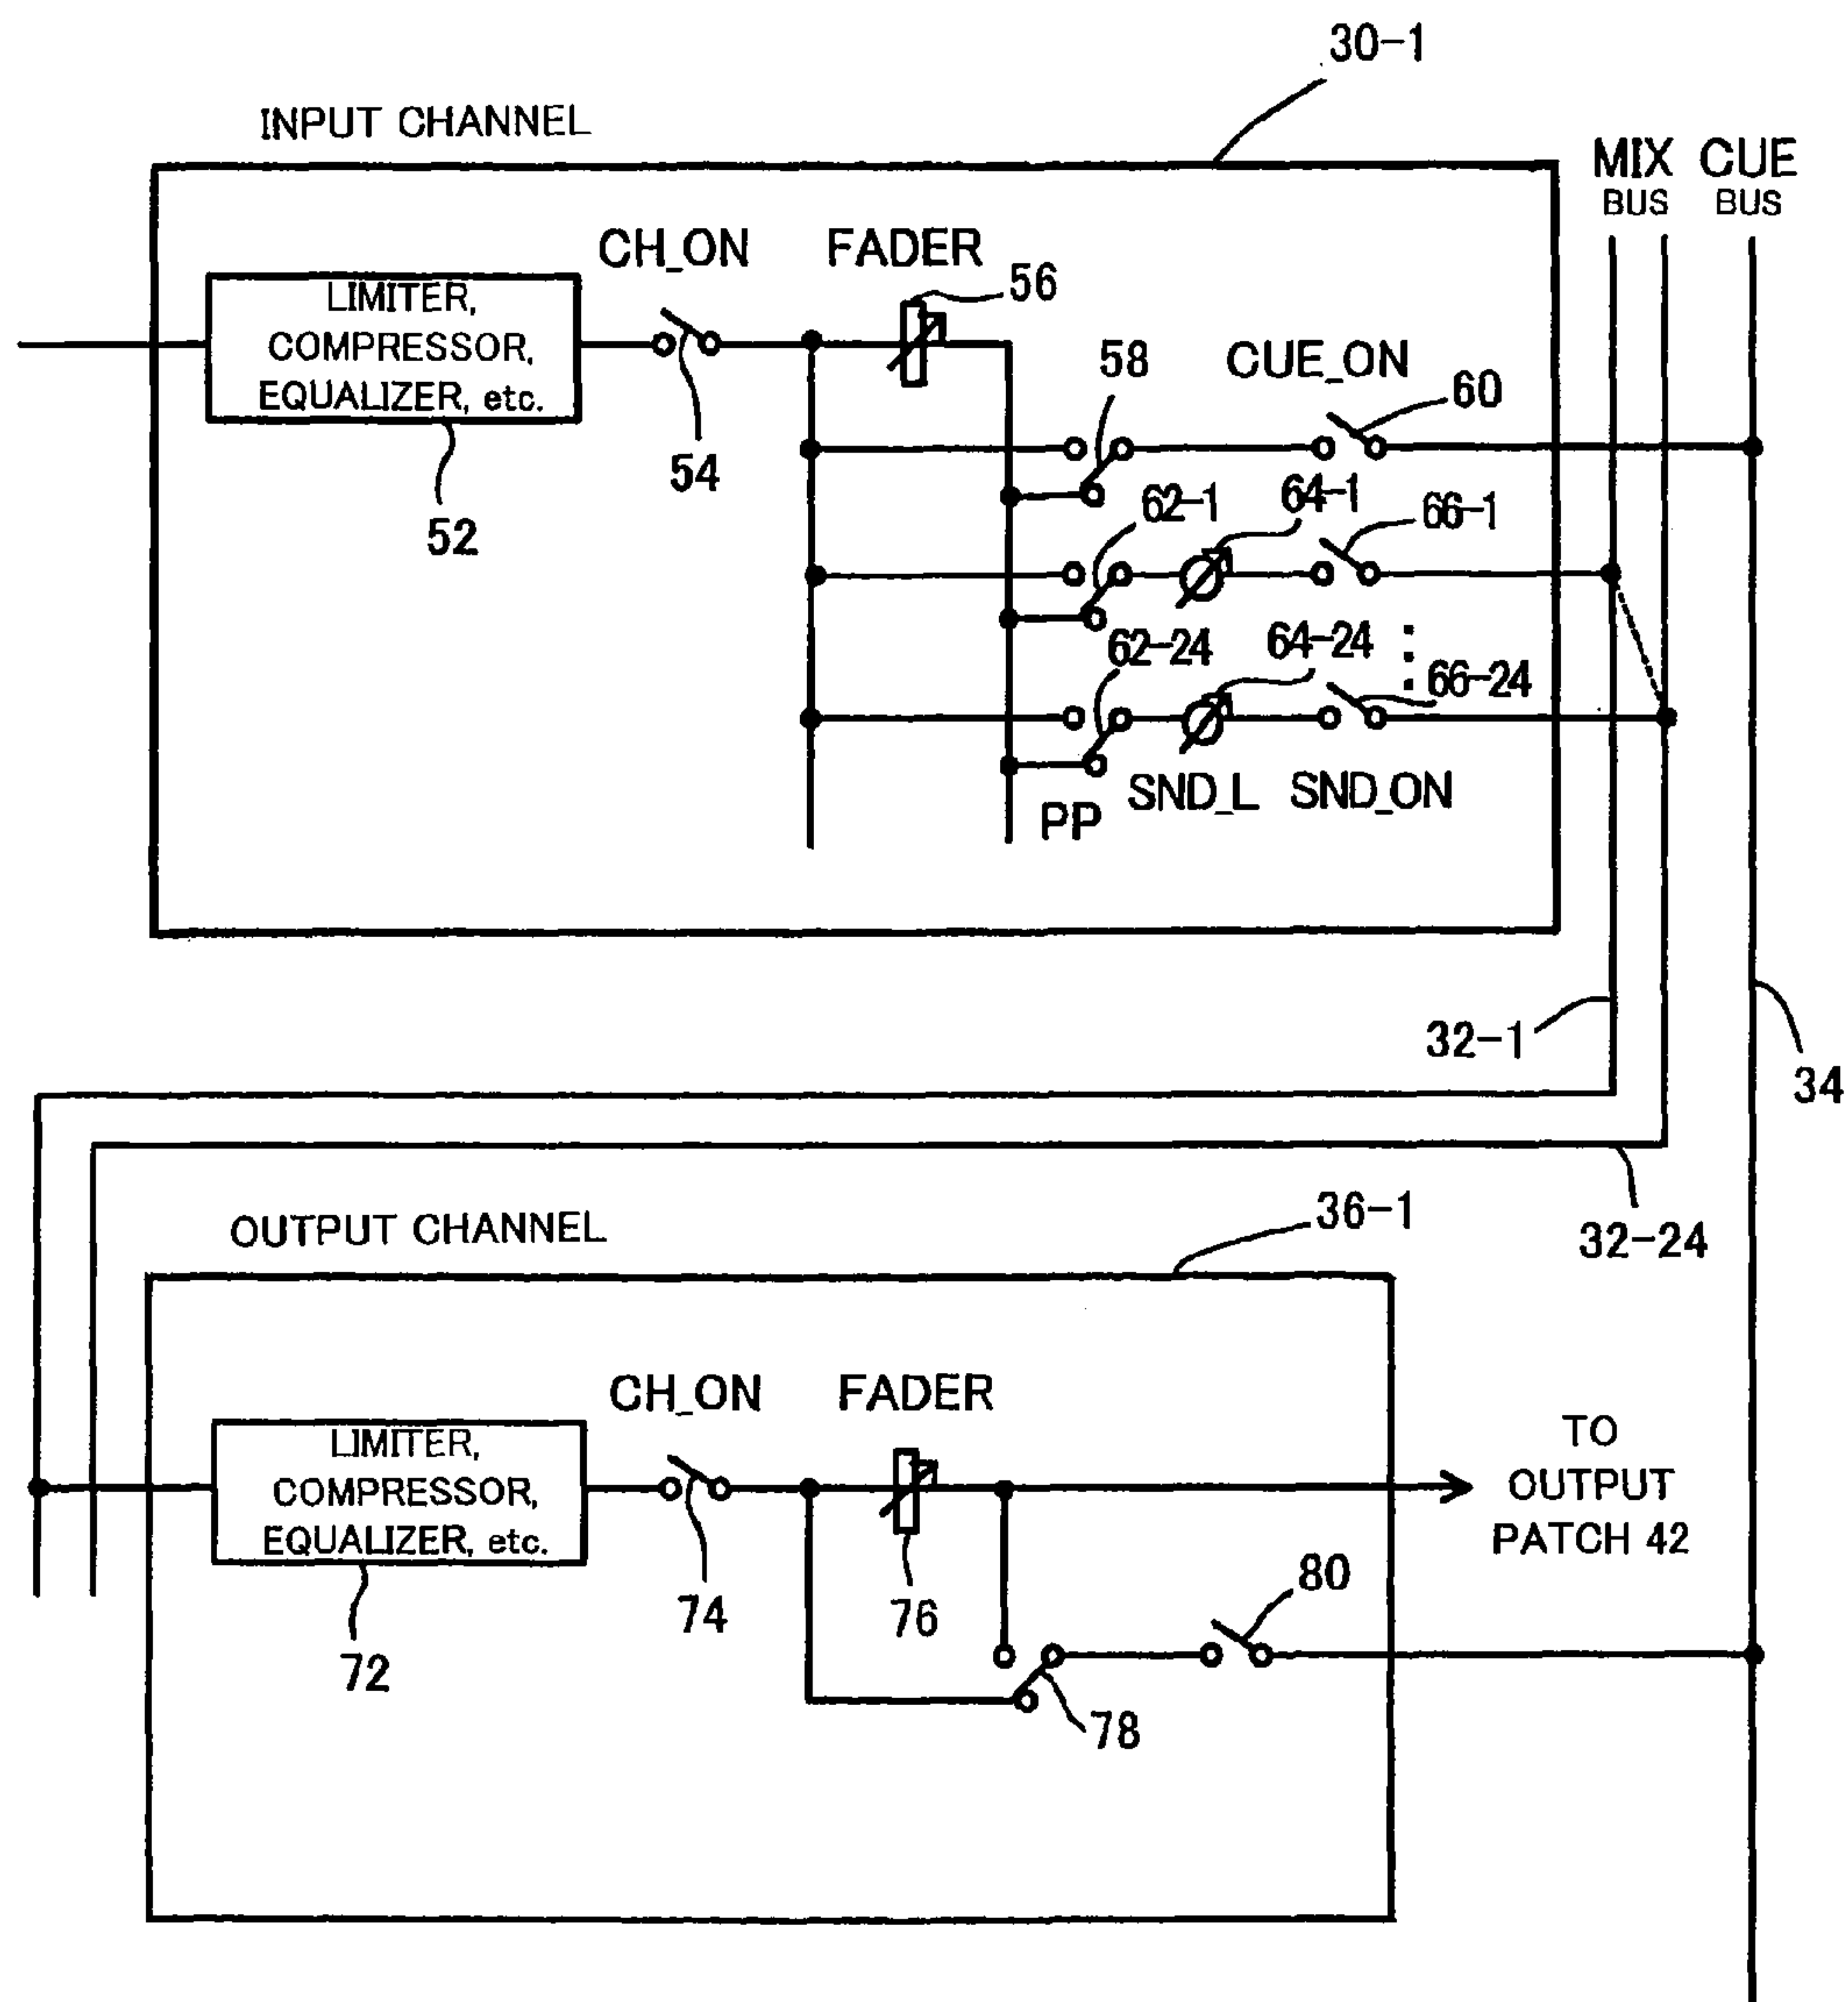 30-1
INPUT CHANNEL
MIX CUE
BUS BUS
CH_ON FADER
56
LIMITER,
COMPRESSOR,
EQUALIZER, etc.
58 CUE_ON 60
54
52
62-1 64-1 66-1
62-24 64-24 66-24
PP SND_L SND_ON
32-1
34
36-1
OUTPUT CHANNEL
32-24
CH_ON FADER
LIMITER,
COMPRESSOR,
EQUALIZER, etc.
TO
OUTPUT
PATCH 42
74 76 80
72
78